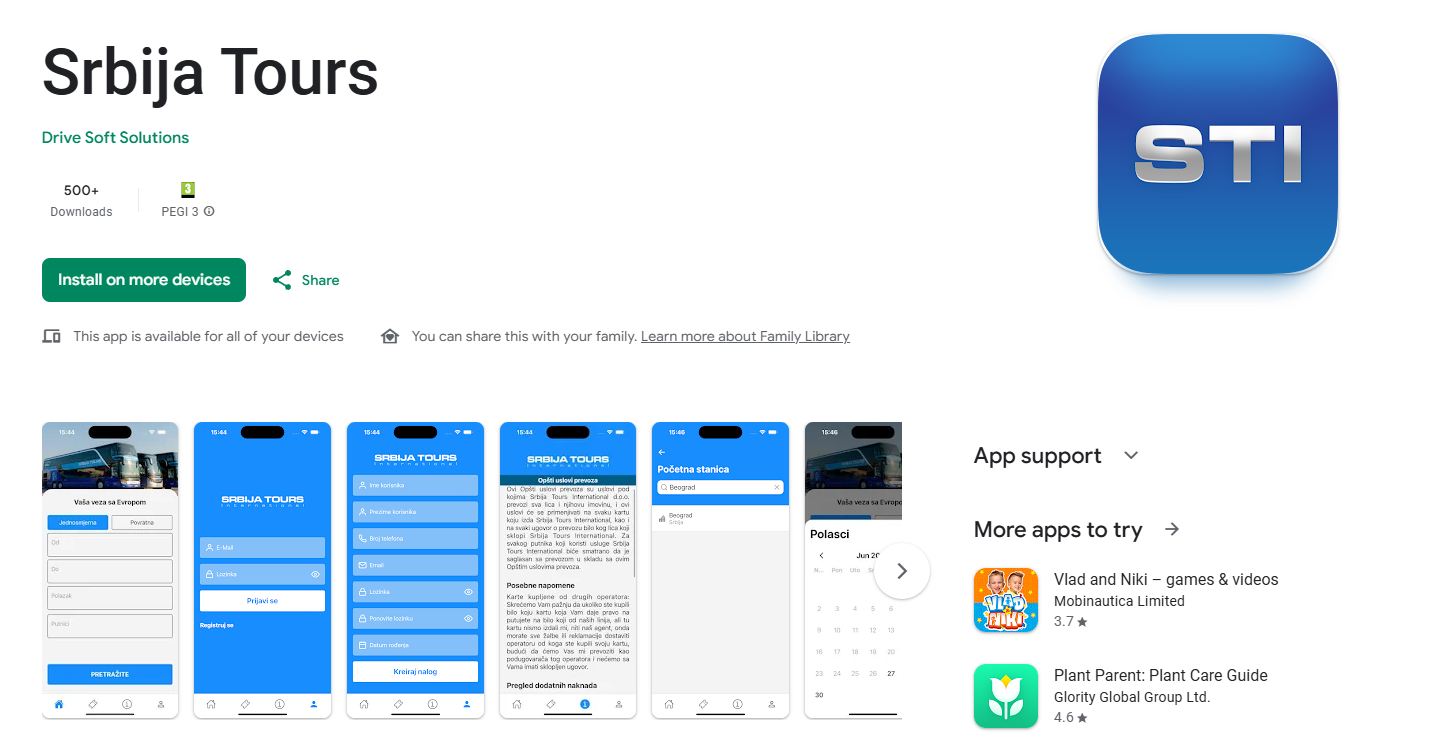 Srbija Tours
Drive Soft Solutions
500+
Downloads
3
PEGI 3
Install on more devices
Share
This app is available for all of your devices
You can share this with your family. Learn more about Family Library
STI
15:44
Vaša veza sa Evropom
Jednosmjerna
Povratna
Od
Do
Polazak
Putnici
PRETRAŽITE
15:44
SRBIJA TOURS
International
E-Mail
Lozinka
Prijavi se
Registruj se
15:44
SRBIJA TOURS
International
Ime korisnika
Prezime korisnika
Broj telefona
Email
Lozinka
Ponovite lozinku
Datum rođenja
Kreiraj nalog
15:44
SRBIJA TOURS
International
Opšti uslovi prevoza
Ovi Opšti uslovi prevoze su uslovi pod
kojima Srbija Tours International d.o.o.
prevozi sva lica i njihovu imovinu, i ovi
uslovi će se primenjivati na svaku kartu
koju izda Srbija Tours International, kao i
na svaki ugovor o prevozu bilo kog lica koji
sklopi Srbija Tours International. Za
svakog putnika koji koristi usluge Srbija
Tours International biće smatrano da je
saglasan sa prevozom u skladu sa ovim
Opštim uslovima prevoza.
Posebne napomene
Karte kupljene od drugih operatora:
Skrećemo Vam pažnju da ukoliko ste kupili
bilo koju kartu koja Vam daje pravo na
putujete na bilo koji od naših linija, ali tu
kartu nismo izdali mi, niti naš agent, onda
morate sve žalbe ili reklamacije dostaviti
operatoru od koga ste kupili svoju kartu,
budući da ćemo Vas mi prevoziti kao
podugovarača tog operatora i nećemo sa
Vama imati sklopljen ugovor.
Pregled dodatnih naknada
15:46
Početna stanica
Beograd
Beograd
Srbija
15:46
Vaša veza sa Evropom
Polasci
Jun 20
N... Pon Uto S
2 3 4 5 6
9 10 11 12 13
16 17 18 19 20
23 24 25 26 27
30
App support
More apps to try
VLAD
NIKI
Vlad and Niki – games & videos
Mobinautica Limited
3.7
Plant Parent: Plant Care Guide
Glority Global Group Ltd.
4.6